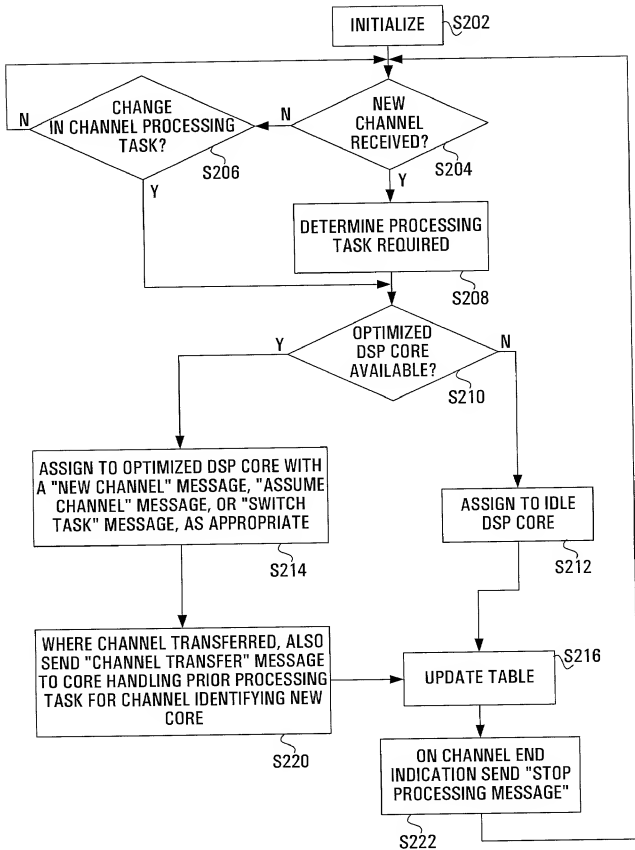 INITIALIZE
S202
N
CHANGE
IN CHANNEL PROCESSING
TASK?
S206
Y
N
NEW
CHANNEL
RECEIVED?
S204
Y
DETERMINE PROCESSING
TASK REQUIRED
S208
Y
OPTIMIZED
DSP CORE
AVAILABLE?
N
S210
ASSIGN TO OPTIMIZED DSP CORE WITH
A "NEW CHANNEL" MESSAGE, "ASSUME
CHANNEL" MESSAGE, OR "SWITCH
TASK" MESSAGE, AS APPROPRIATE
S214
ASSIGN TO IDLE
DSP CORE
S212
WHERE CHANNEL TRANSFERRED, ALSO
SEND "CHANNEL TRANSFER" MESSAGE
TO CORE HANDLING PRIOR PROCESSING
TASK FOR CHANNEL IDENTIFYING NEW
CORE
S220
UPDATE TABLE
S216
ON CHANNEL END
INDICATION SEND "STOP
PROCESSING MESSAGE"
S222